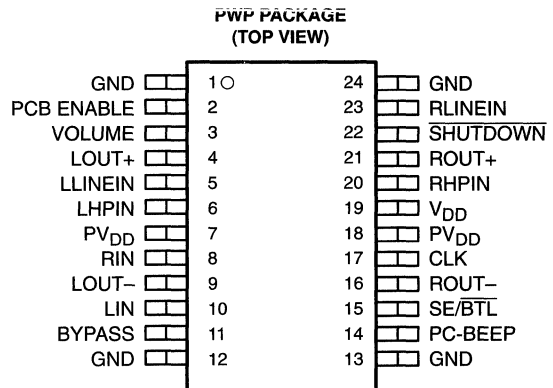 PWP PACKAGE
(TOP VIEW)
GND 1 24 GND
PCB ENABLE 2 23 RLINEIN
VOLUME 3 22 SHUTDOWN
LOUT+ 4 21 ROUT+
LLINEIN 5 20 RHPIN
LHPIN 6 19 VDD
PVDD 7 18 PVDD
RIN 8 17 CLK
LOUT– 9 16 ROUT–
LIN 10 15 SE/BTL
BYPASS 11 14 PC-BEEP
GND 12 13 GND